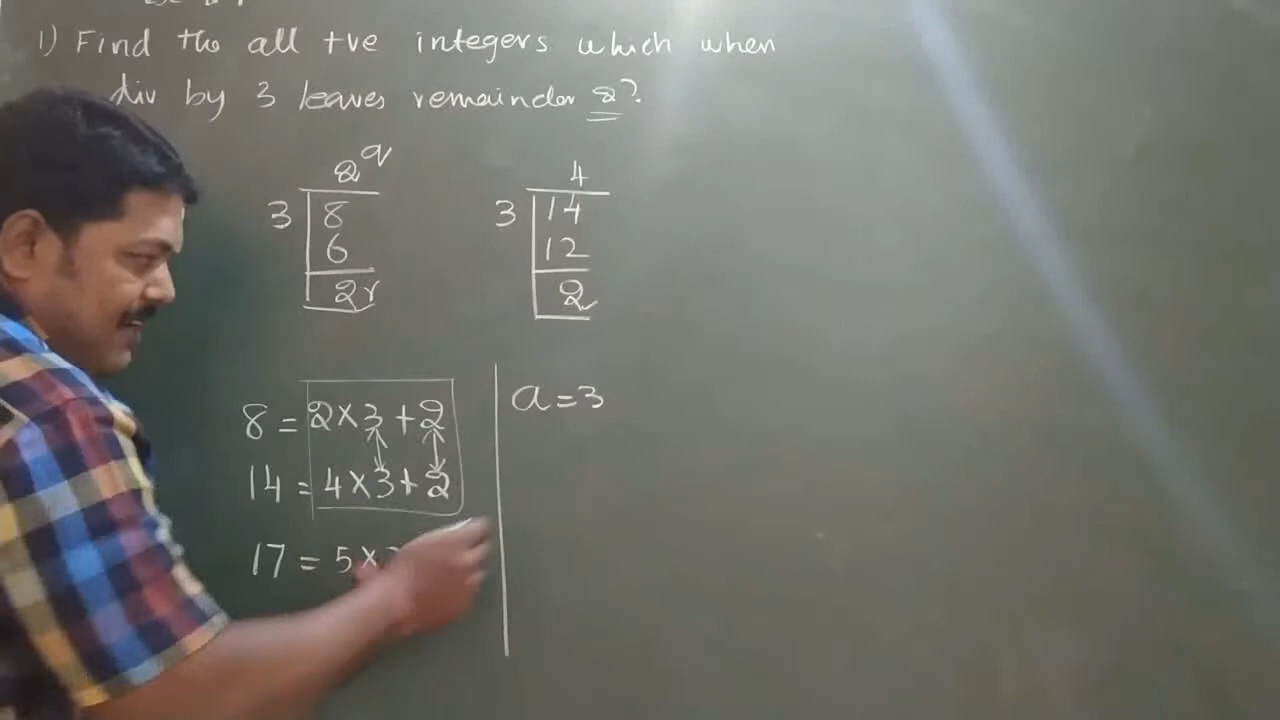 1) Find the all +ve integers which when
div by 3 leaves remainder 2?
2 q
3 8
6
2 r
4
3 14
12
2
8 = 2×3+2
14 = 4×3+2
17 = 5×
a=3